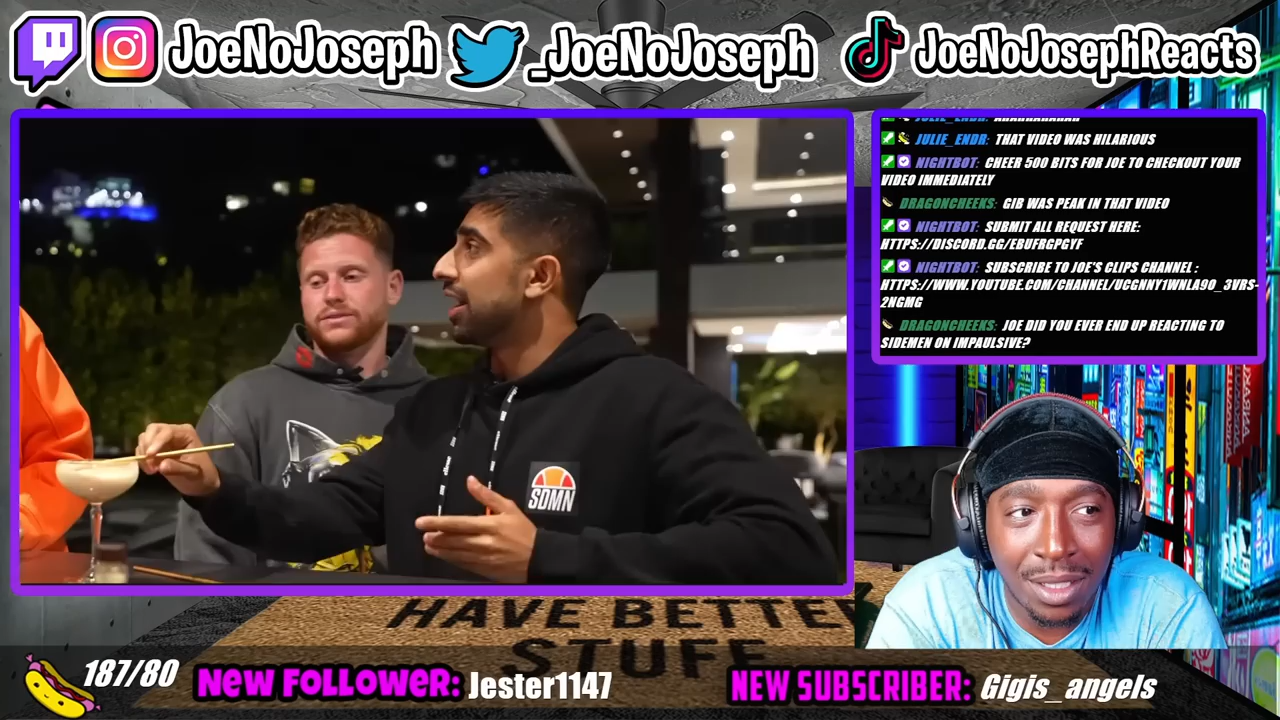 JoeNoJoseph
_JoeNoJoseph
JoeNoJosephReacts
JULIE_ENDR: THAT VIDEO WAS HILARIOUS
NIGHTBOT: CHEER 500 BITS FOR JOE TO CHECKOUT YOUR
VIDEO IMMEDIATELY
DRAGONCHEEKS: GIB WAS PEAK IN THAT VIDEO
NIGHTBOT: SUBMIT ALL REQUEST HERE:
HTTPS://DISCORD.GG/EBUFRGPGYF
NIGHTBOT: SUBSCRIBE TO JOE'S CLIPS CHANNEL :
HTTPS://WWW.YOUTUBE.COM/CHANNEL/UCGNNY1WNLA9O_3VRS-
2NGMG
DRAGONCHEEKS: JOE DID YOU EVER END UP REACTING TO
SIDEMEN ON IMPAULSIVE?
SDMN
HAVE BETTER
STUFF
187/80
NEW FOLLOWER: Jester1147
NEW SUBSCRIBER: Gigis_angels